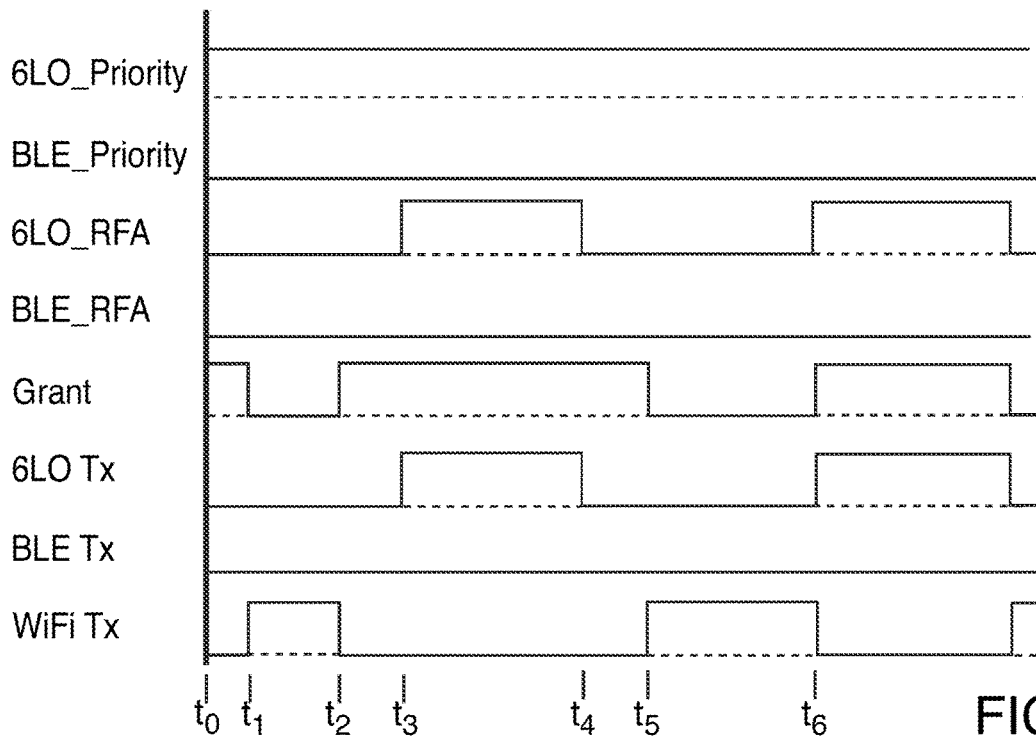 6LO_Priority
BLE_Priority
6LO_RFA
BLE_RFA
Grant
6LO Tx
BLE Tx
WiFi Tx
t0 t1 t2 t3 t4 t5 t6